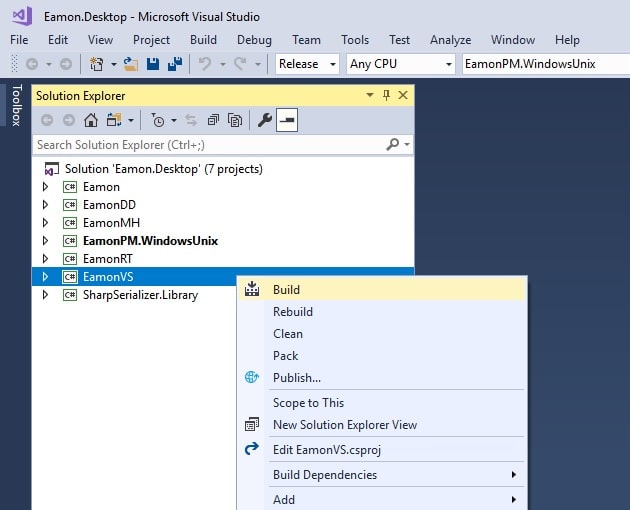 Eamon.Desktop - Microsoft Visual Studio
File Edit View Project Build Debug Team Tools Test Analyze Window Help
Release Any CPU EamonPM.WindowsUnix
Toolbox
Solution Explorer
Search Solution Explorer (Ctrl+;)
Solution 'Eamon.Desktop' (7 projects)
C# Eamon
C# EamonDD
C# EamonMH
C# EamonPM.WindowsUnix
C# EamonRT
C# EamonVS
C# SharpSerializer.Library
Build
Rebuild
Clean
Pack
Publish...
Scope to This
New Solution Explorer View
Edit EamonVS.csproj
Build Dependencies
Add